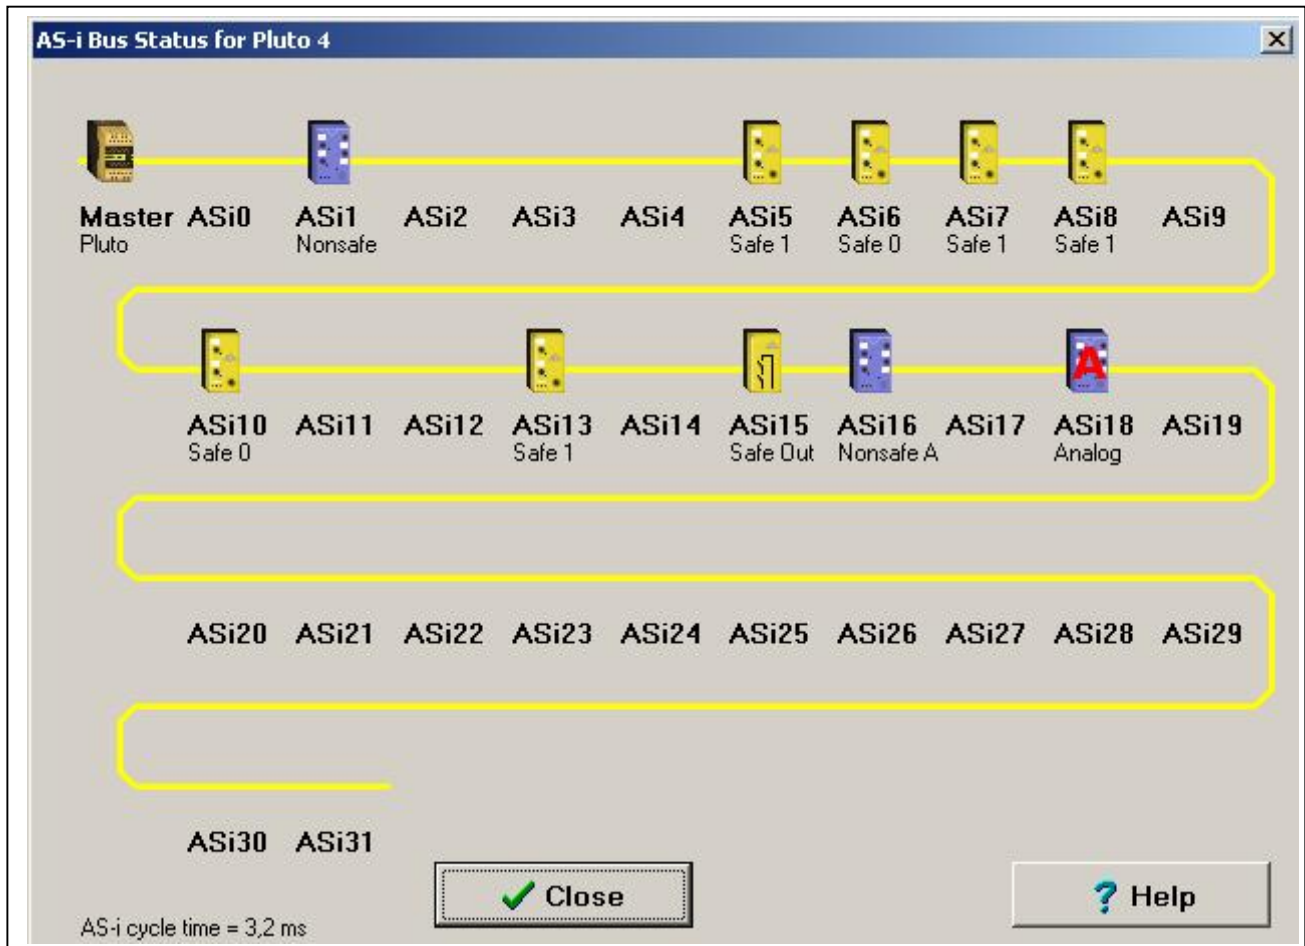 AS-i Bus Status for Pluto 4
Master ASi0 ASi1 ASi2 ASi3 ASi4 ASi5 ASi6 ASi7 ASi8 ASi9
Pluto Nonsafe Safe 1 Safe 0 Safe 1 Safe 1
A
ASi10 ASi11 ASi12 ASi13 ASi14 ASi15 ASi16 ASi17 ASi18 ASi19
Safe 0 Safe 1 Safe Out Nonsafe A Analog
ASi20 ASi21 ASi22 ASi23 ASi24 ASi25 ASi26 ASi27 ASi28 ASi29
ASi30 ASi31
Close ? Help
AS-i cycle time = 3,2 ms